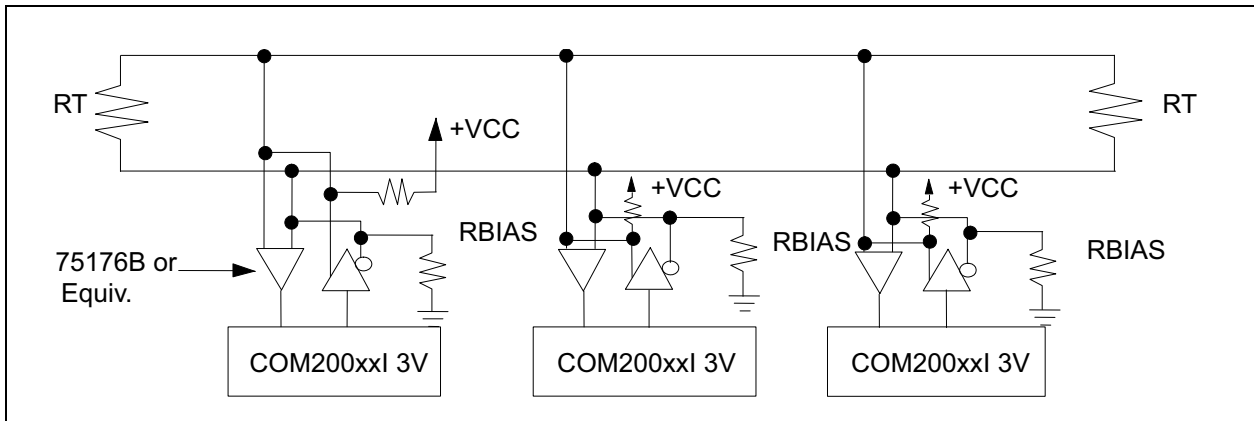 RT
RT
+VCC
+VCC
+VCC
RBIAS
RBIAS
RBIAS
75176B or
Equiv.
COM200xxI 3V
COM200xxI 3V
COM200xxI 3V